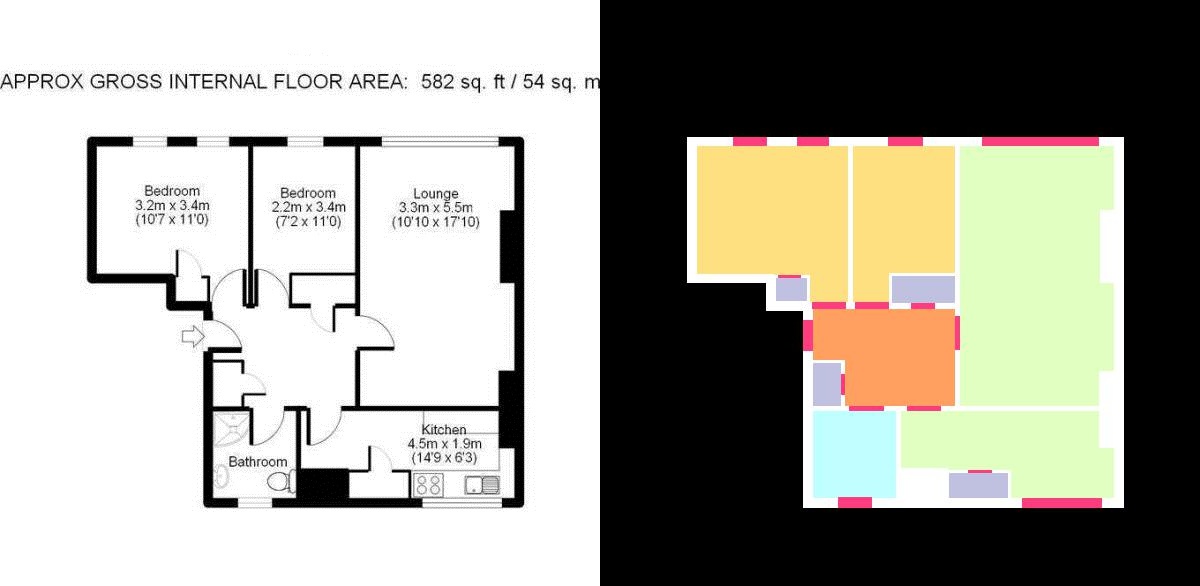 APPROX GROSS INTERNAL FLOOR AREA: 582 sq. ft / 54 sq. m
Bedroom
3.2m x 3.4m
(10'7 x 11'0)
Bedroom
2.2m x 3.4m
(7'2 x 11'0)
Lounge
3.3m x 5.5m
(10'10 x 17'10)
Kitchen
4.5m x 1.9m
(14'9 x 6'3)
Bathroom